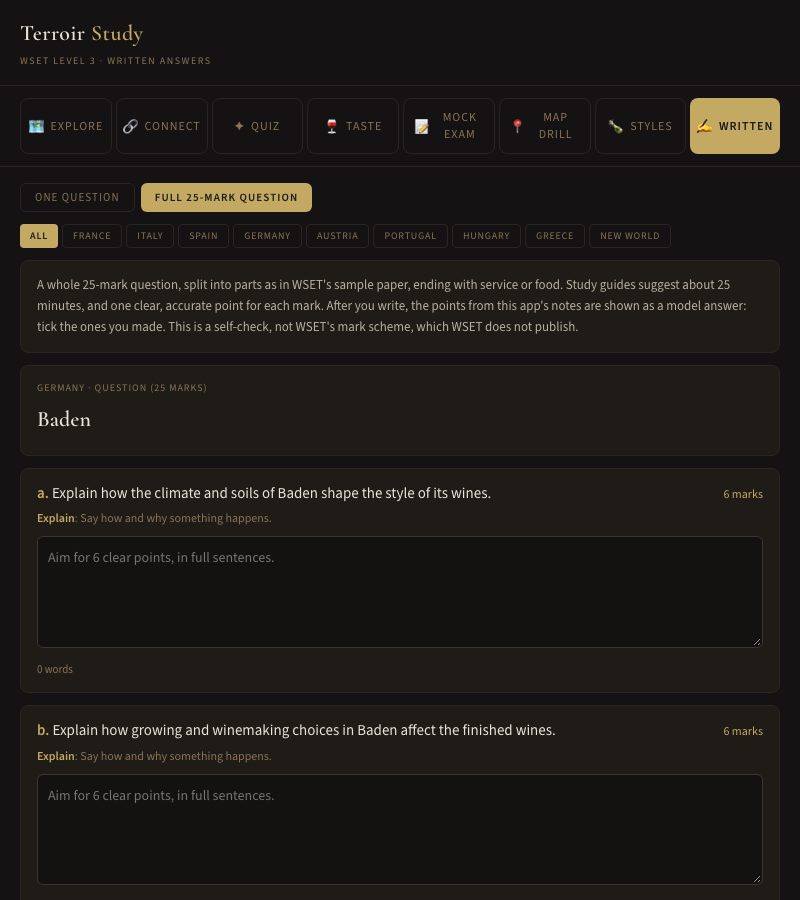 Terroir Study
WSET LEVEL 3 · WRITTEN ANSWERS
EXPLORE
CONNECT
QUIZ
TASTE
MOCK
EXAM
MAP
DRILL
STYLES
WRITTEN
ONE QUESTION
FULL 25-MARK QUESTION
ALL
FRANCE
ITALY
SPAIN
GERMANY
AUSTRIA
PORTUGAL
HUNGARY
GREECE
NEW WORLD
A whole 25-mark question, split into parts as in WSET's sample paper, ending with service or food. Study guides suggest about 25
minutes, and one clear, accurate point for each mark. After you write, the points from this app's notes are shown as a model answer:
tick the ones you made. This is a self-check, not WSET's mark scheme, which WSET does not publish.
GERMANY · QUESTION (25 MARKS)
Baden
a. Explain how the climate and soils of Baden shape the style of its wines.
6 marks
Explain: Say how and why something happens.
Aim for 6 clear points, in full sentences.
0 words
b. Explain how growing and winemaking choices in Baden affect the finished wines.
6 marks
Explain: Say how and why something happens.
Aim for 6 clear points, in full sentences.